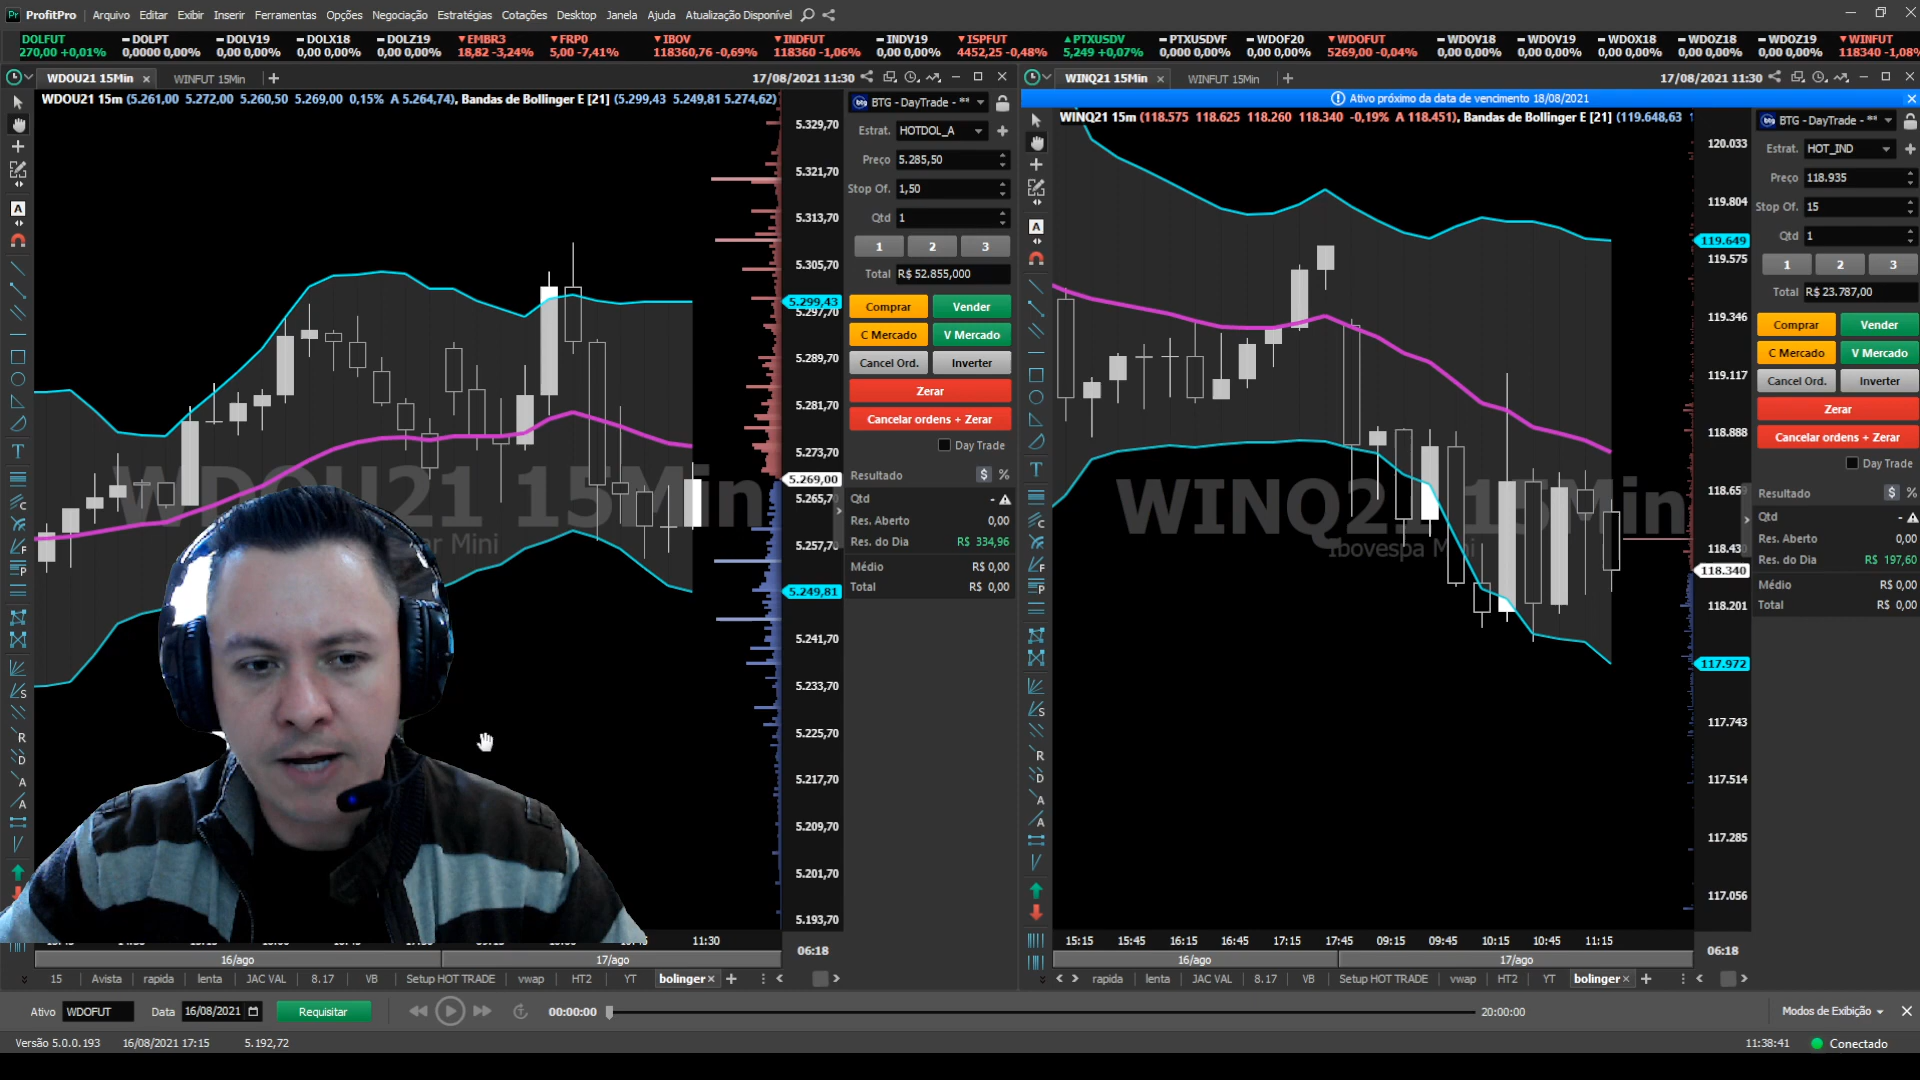 ProfitPro Arquivo Editar Exibir Inserir Ferramentas Opções Negociação Estratégias Cotações Desktop Janela Ajuda Atualização Disponível
DOLFUT DOLPT DOLV19 DOLX18 DOLZ19 EMBR3 FRP0 IBOV INDFUT INDV19 ISPFUT PTXUSDV PTXUSDVF WDOF20 WDOFUT WDOV18 WDOV19 WDOX18 WDOZ18 WDOZ19 WINFUT
270,00 +0,01% 0,0000 0,00% 0,00 0,00% 0,00 0,00% 0,00 0,00% 18,82 -3,24% 5,00 -7,41% 118360,76 -0,69% 118360 -1,06% 0,00 0,00% 4452,25 -0,48% 5,249 +0,07% 0,0000 0,00% 0,00 0,00% 5269,00 -0,04% 0,00 0,00% 0,00 0,00% 0,00 0,00% 0,00 0,00% 0,00 0,00% 118340 -1,08%
WDOU21 15Min WINFUT 15Min 17/08/2021 11:30
WDOU21 15m (5.261,00 5.272,00 5.260,50 5.269,00 0,15% A 5.264,74), Bandas de Bollinger E [21] (5.299,43 5.249,81 5.274,62)
WDOU21 15Min
5.329,70
5.321,70
5.313,70
5.305,70
5.299,43
5.297,70
5.289,70
5.281,70
5.273,70
5.269,00
5.265,70
5.257,70
5.249,81
5.241,70
5.233,70
5.225,70
5.217,70
5.209,70
5.201,70
5.193,70
BTG - DayTrade - **
Estrat. HOTDOL_A
Preço 5.285,50
Stop Of. 1,50
Qtd 1
1 2 3
Total R$ 52.855,000
Comprar Vender
C Mercado V Mercado
Cancel Ord. Inverter
Zerar
Cancelar ordens + Zerar
Day Trade
Resultado $ %
Qtd -
Res. Aberto 0,00
Res. do Dia R$ 334,96
Médio R$ 0,00
Total R$ 0,00
11:30
06:18
16/ago 17/ago
15 Avista rapida lenta JAC VAL 8.17 VB Setup HOT TRADE vwap HT2 YT bolinger
WINQ21 15Min WINFUT 15Min 17/08/2021 11:30
Ativo próximo da data de vencimento 18/08/2021
WINQ21 15m (118.575 118.625 118.260 118.340 -0,19% A 118.451), Bandas de Bollinger E [21] (119.648,63
WINQ21 15Min
Ibovespa Mini
120.033
119.804
119.649
119.575
119.346
119.117
118.888
118.430
118.340
118.201
117.972
117.743
117.514
117.285
117.056
BTG - DayTrade - **
Estrat. HOT_IND
Preço 118.935
Stop Of. 15
Qtd 1
1 2 3
Total R$ 23.787,00
Comprar Vender
C Mercado V Mercado
Cancel Ord. Inverter
Zerar
Cancelar ordens + Zerar
Day Trade
Resultado $ %
Qtd -
Res. Aberto 0,00
Res. do Dia R$ 197,60
Médio R$ 0,00
Total R$ 0,00
15:15 15:45 16:15 16:45 17:15 17:45 09:15 09:45 10:15 10:45 11:15
06:18
16/ago 17/ago
rapida lenta JAC VAL 8.17 VB Setup HOT TRADE vwap HT2 YT bolinger
Ativo WDOFUT Data 16/08/2021 Requisitar 00:00:00 20:00:00 Modos de Exibição
Versão 5.0.0.193 16/08/2021 17:15 5.192,72 11:38:41 Conectado